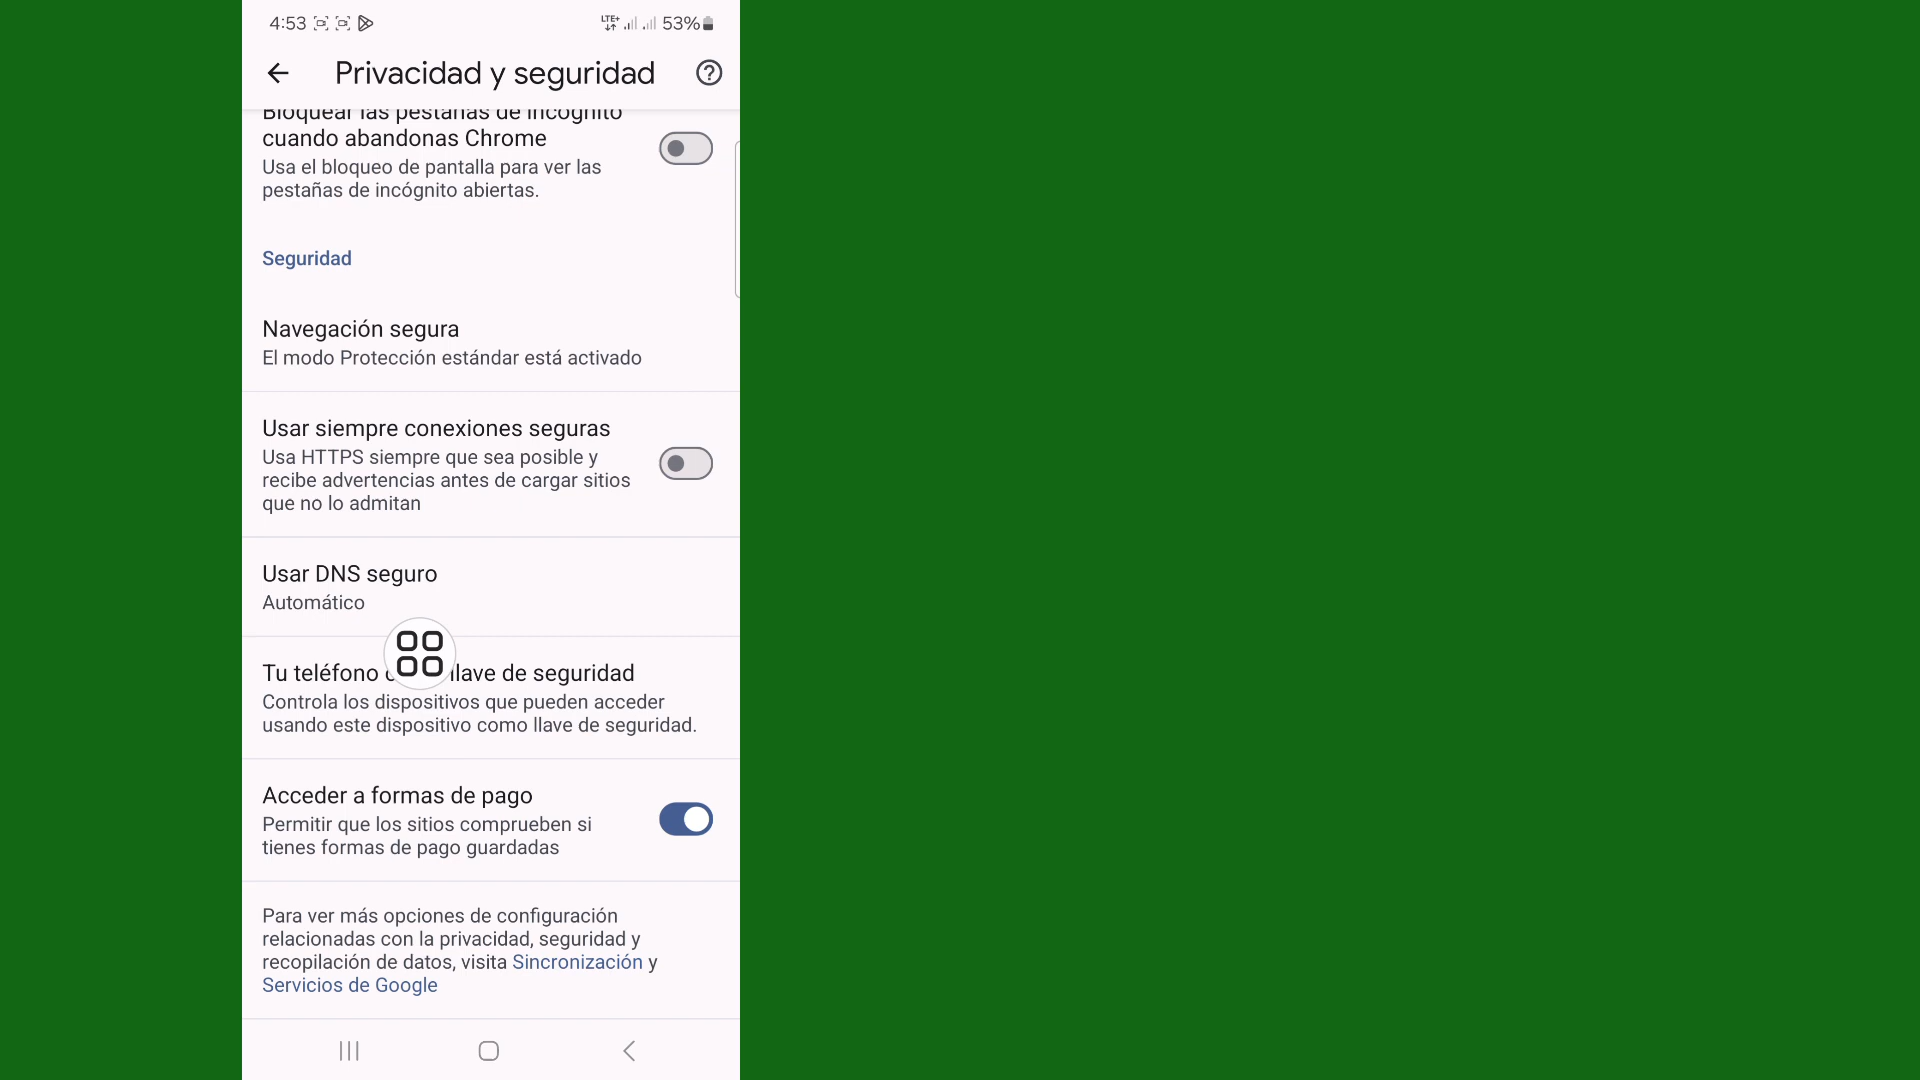 4:53
LTE+
53%
Privacidad y seguridad
Bloquear las pestañas de incógnito
cuando abandonas Chrome
Usa el bloqueo de pantalla para ver las
pestañas de incógnito abiertas.
Seguridad
Navegación segura
El modo Protección estándar está activado
Usar siempre conexiones seguras
Usa HTTPS siempre que sea posible y
recibe advertencias antes de cargar sitios
que no lo admitan
Usar DNS seguro
Automático
Tu teléfono llave de seguridad
Controla los dispositivos que pueden acceder
usando este dispositivo como llave de seguridad.
Acceder a formas de pago
Permitir que los sitios comprueben si
tienes formas de pago guardadas
Para ver más opciones de configuración
relacionadas con la privacidad, seguridad y
recopilación de datos, visita Sincronización y
Servicios de Google